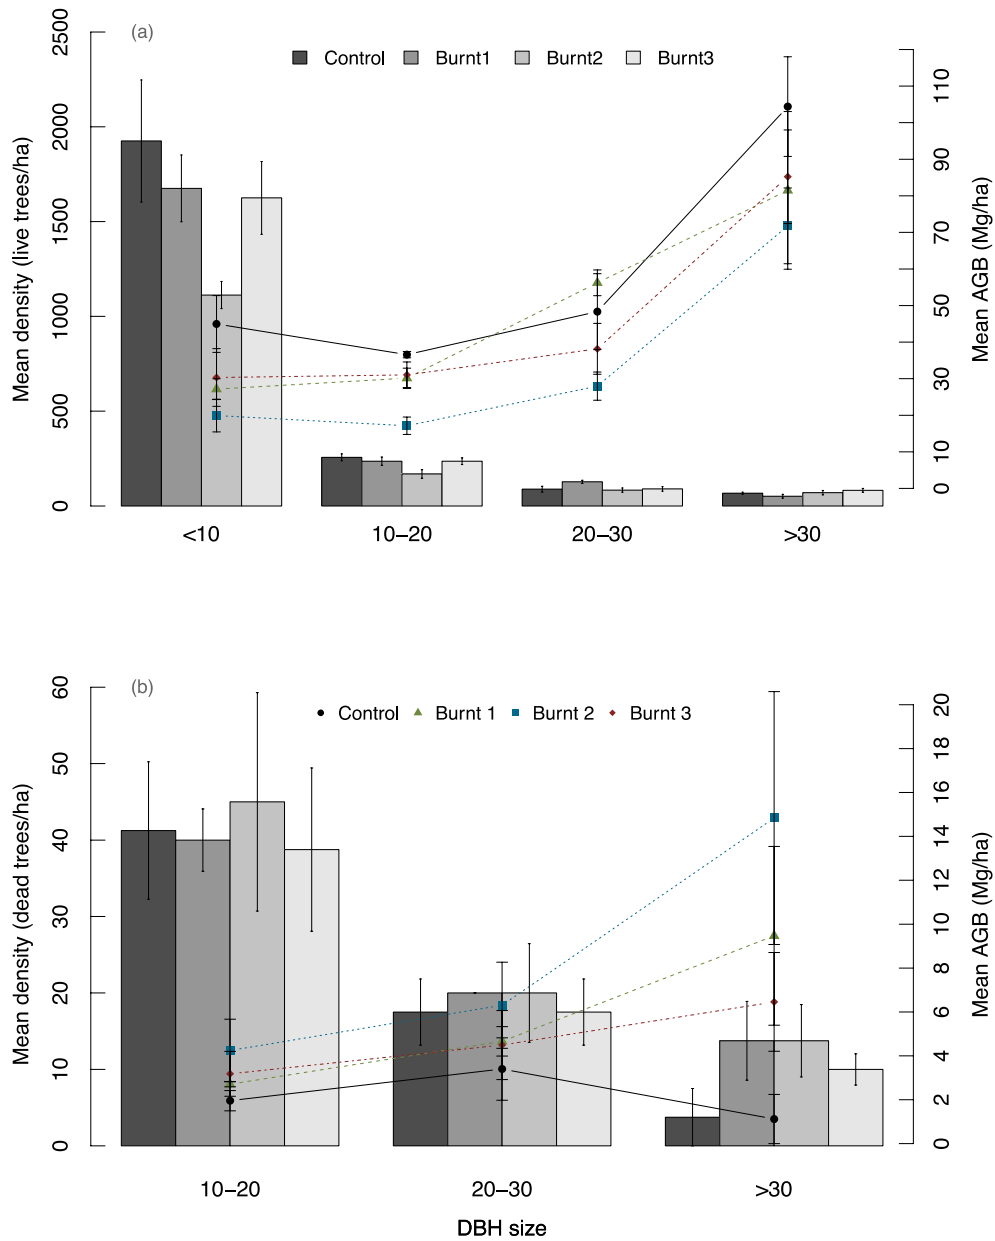 (a)
Control Burnt1 Burnt2 Burnt3
Mean density (live trees/ha)
0 500 1000 1500 2000 2500
Mean AGB (Mg/ha)
0 10 30 50 70 90 110
<10 10–20 20–30 >30
(b)
Control Burnt 1 Burnt 2 Burnt 3
Mean density (dead trees/ha)
0 10 20 30 40 50 60
Mean AGB (Mg/ha)
0 2 4 6 8 10 12 14 16 18 20
10–20 20–30 >30
DBH size